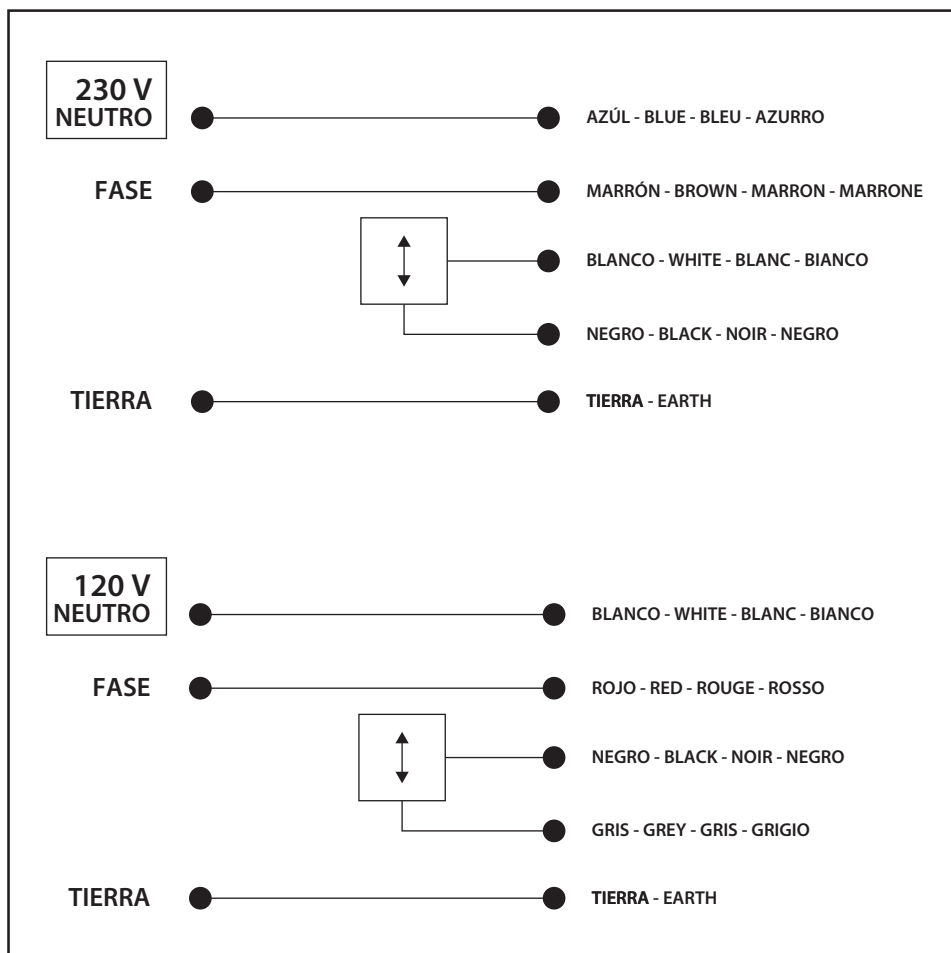 230 V
NEUTRO
AZÚL - BLUE - BLEU - AZURRO
FASE
MARRÓN - BROWN - MARRON - MARRONE
BLANCO - WHITE - BLANC - BIANCO
NEGRO - BLACK - NOIR - NEGRO
TIERRA
TIERRA - EARTH
120 V
NEUTRO
BLANCO - WHITE - BLANC - BIANCO
FASE
ROJO - RED - ROUGE - ROSSO
NEGRO - BLACK - NOIR - NEGRO
GRIS - GREY - GRIS - GRIGIO
TIERRA
TIERRA - EARTH